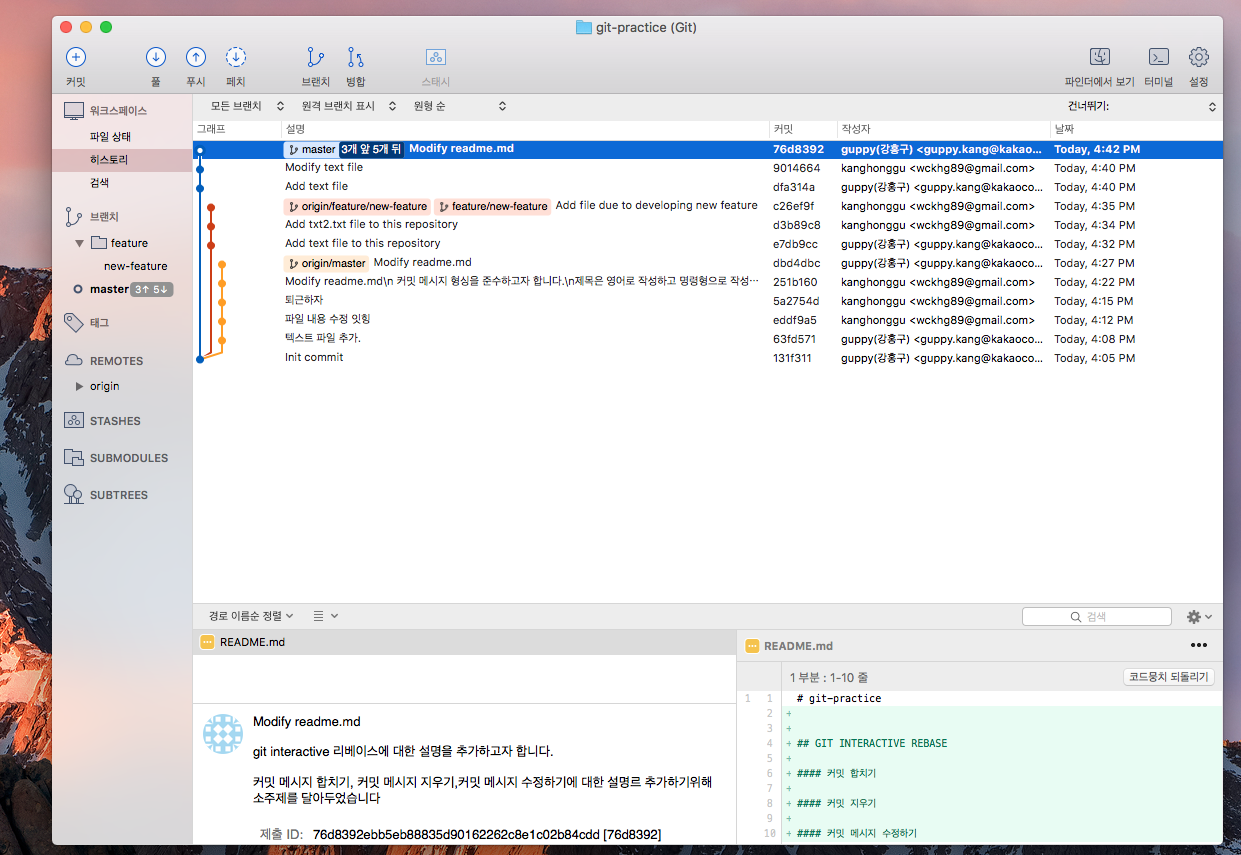 git-practice (Git)
커밋 풀 푸시 페치 브랜치 병합 스태시 파인더에서 보기 터미널 설정
워크스페이스
파일 상태
히스토리
검색
브랜치
feature
new-feature
master 3↑ 5↓
태그
REMOTES
origin
STASHES
SUBMODULES
SUBTREES
모든 브랜치 원격 브랜치 표시 원형 순 건너뛰기:
그래프 설명 커밋 작성자 날짜
master 3개 앞 5개 뒤 Modify readme.md 76d8392 guppy(강홍구) <guppy.kang@kakao... Today, 4:42 PM
Modify text file 9014664 kanghonggu <wckhg89@gmail.com> Today, 4:40 PM
Add text file dfa314a guppy(강홍구) <guppy.kang@kakaoco... Today, 4:40 PM
origin/feature/new-feature feature/new-feature Add file due to developing new feature c26ef9f kanghonggu <wckhg89@gmail.com> Today, 4:35 PM
Add txt2.txt file to this repository d3b89c8 kanghonggu <wckhg89@gmail.com> Today, 4:34 PM
Add text file to this repository e7db9cc guppy(강홍구) <guppy.kang@kakaoco... Today, 4:32 PM
origin/master Modify readme.md dbd4dbc guppy(강홍구) <guppy.kang@kakaoco... Today, 4:27 PM
Modify readme.md\n 커밋 메시지 형싱을 준수하고자 합니다.\n제목은 영어로 작성하고 명령형으로 작성… 251b160 kanghonggu <wckhg89@gmail.com> Today, 4:22 PM
퇴근하자 5a2754d kanghonggu <wckhg89@gmail.com> Today, 4:15 PM
파일 내용 수정 잇힝 eddf9a5 kanghonggu <wckhg89@gmail.com> Today, 4:12 PM
텍스트 파일 추가. 63fd571 guppy(강홍구) <guppy.kang@kakaoco... Today, 4:08 PM
Init commit 131f311 guppy(강홍구) <guppy.kang@kakaoco... Today, 4:05 PM
경로 이름순 정렬 검색
README.md
Modify readme.md
git interactive 리베이스에 대한 설명을 추가하고자 합니다.
커밋 메시지 합치기, 커밋 메시지 지우기,커밋 메시지 수정하기에 대한 설명르 추가하기위해
소주제를 달아두었습니다
제출 ID: 76d8392ebb5eb88835d90162262c8e1c02b84cdd [76d8392]
README.md •••
1 부분 : 1-10 줄 코드뭉치 되돌리기
1 1 # git-practice
2 +
3 +
4 + ## GIT INTERACTIVE REBASE
5 +
6 + #### 커밋 합치기
7 +
8 + #### 커밋 지우기
9 +
10 + #### 커밋 메시지 수정하기